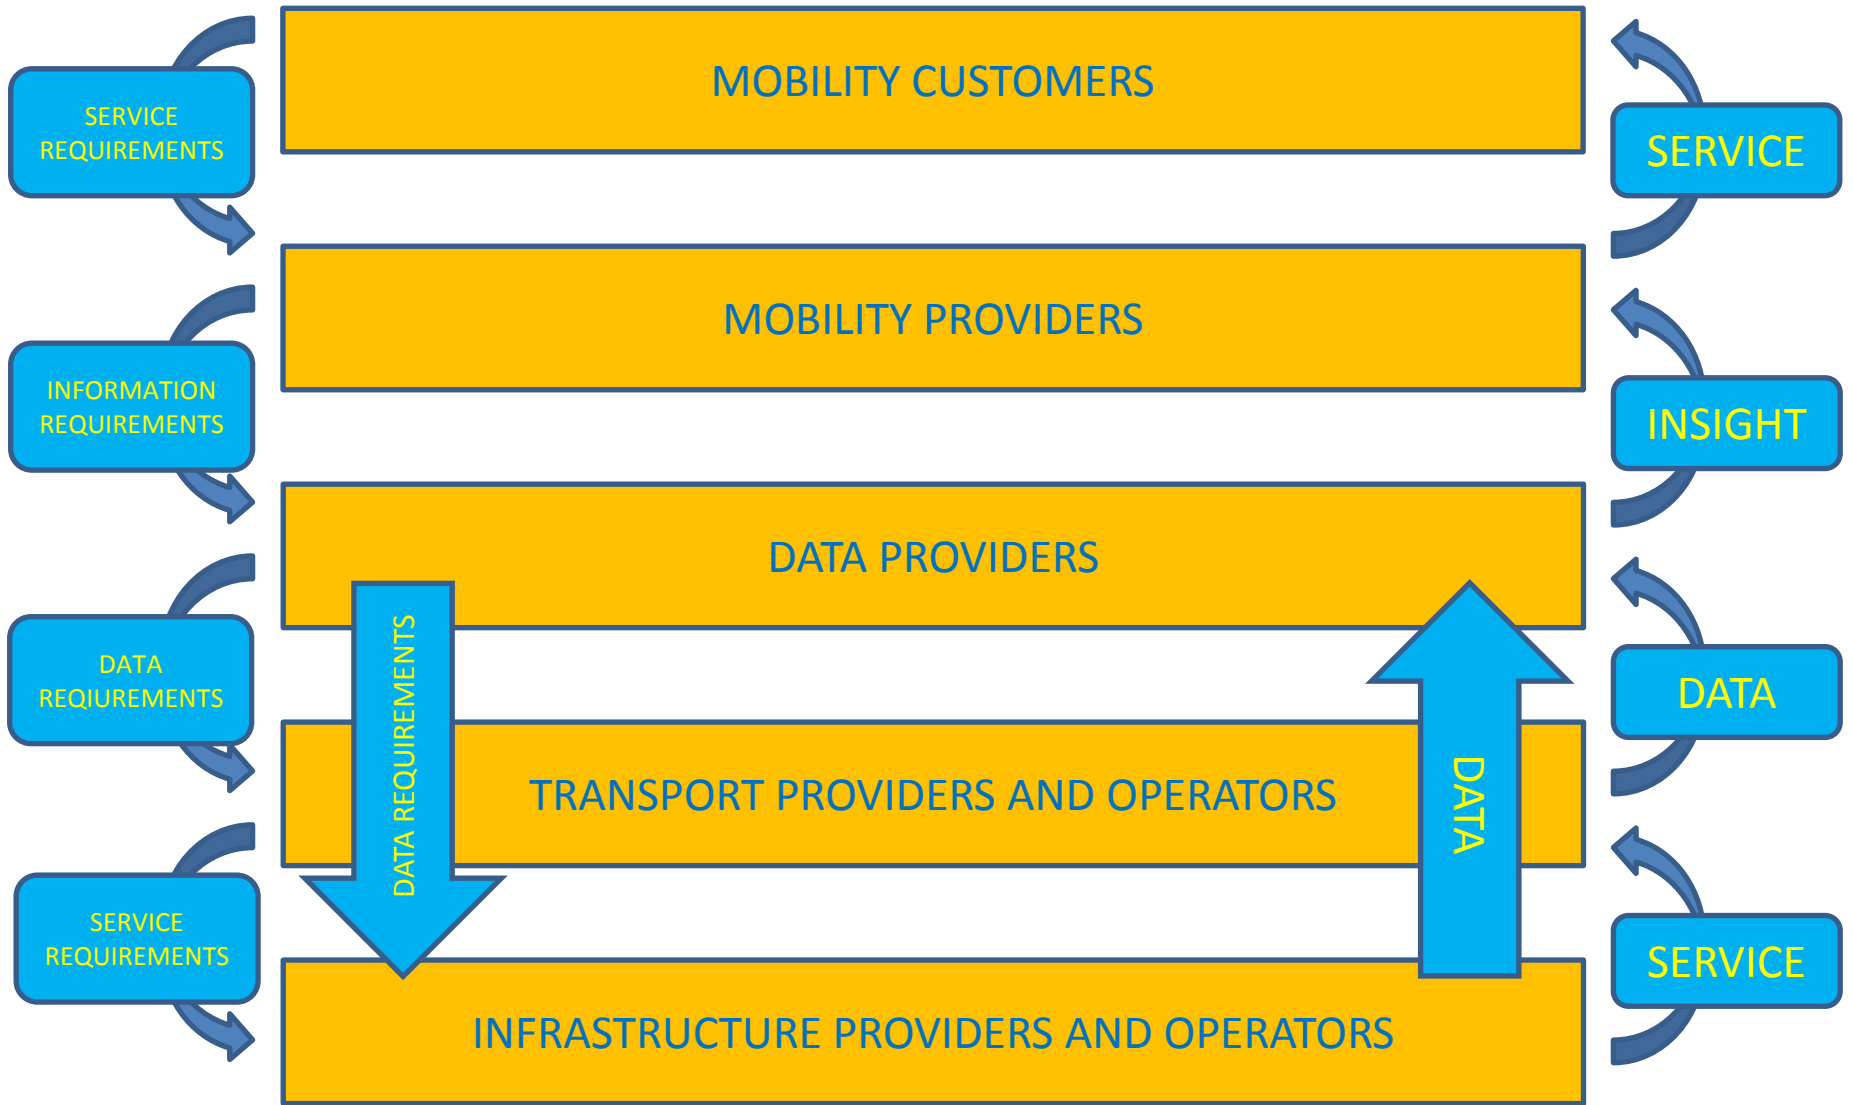 MOBILITY CUSTOMERS
SERVICE
REQUIREMENTS
SERVICE
MOBILITY PROVIDERS
INFORMATION
REQUIREMENTS
INSIGHT
DATA PROVIDERS
DATA
REQIUREMENTS
DATA REQUIREMENTS
DATA
DATA
TRANSPORT PROVIDERS AND OPERATORS
SERVICE
REQUIREMENTS
SERVICE
INFRASTRUCTURE PROVIDERS AND OPERATORS